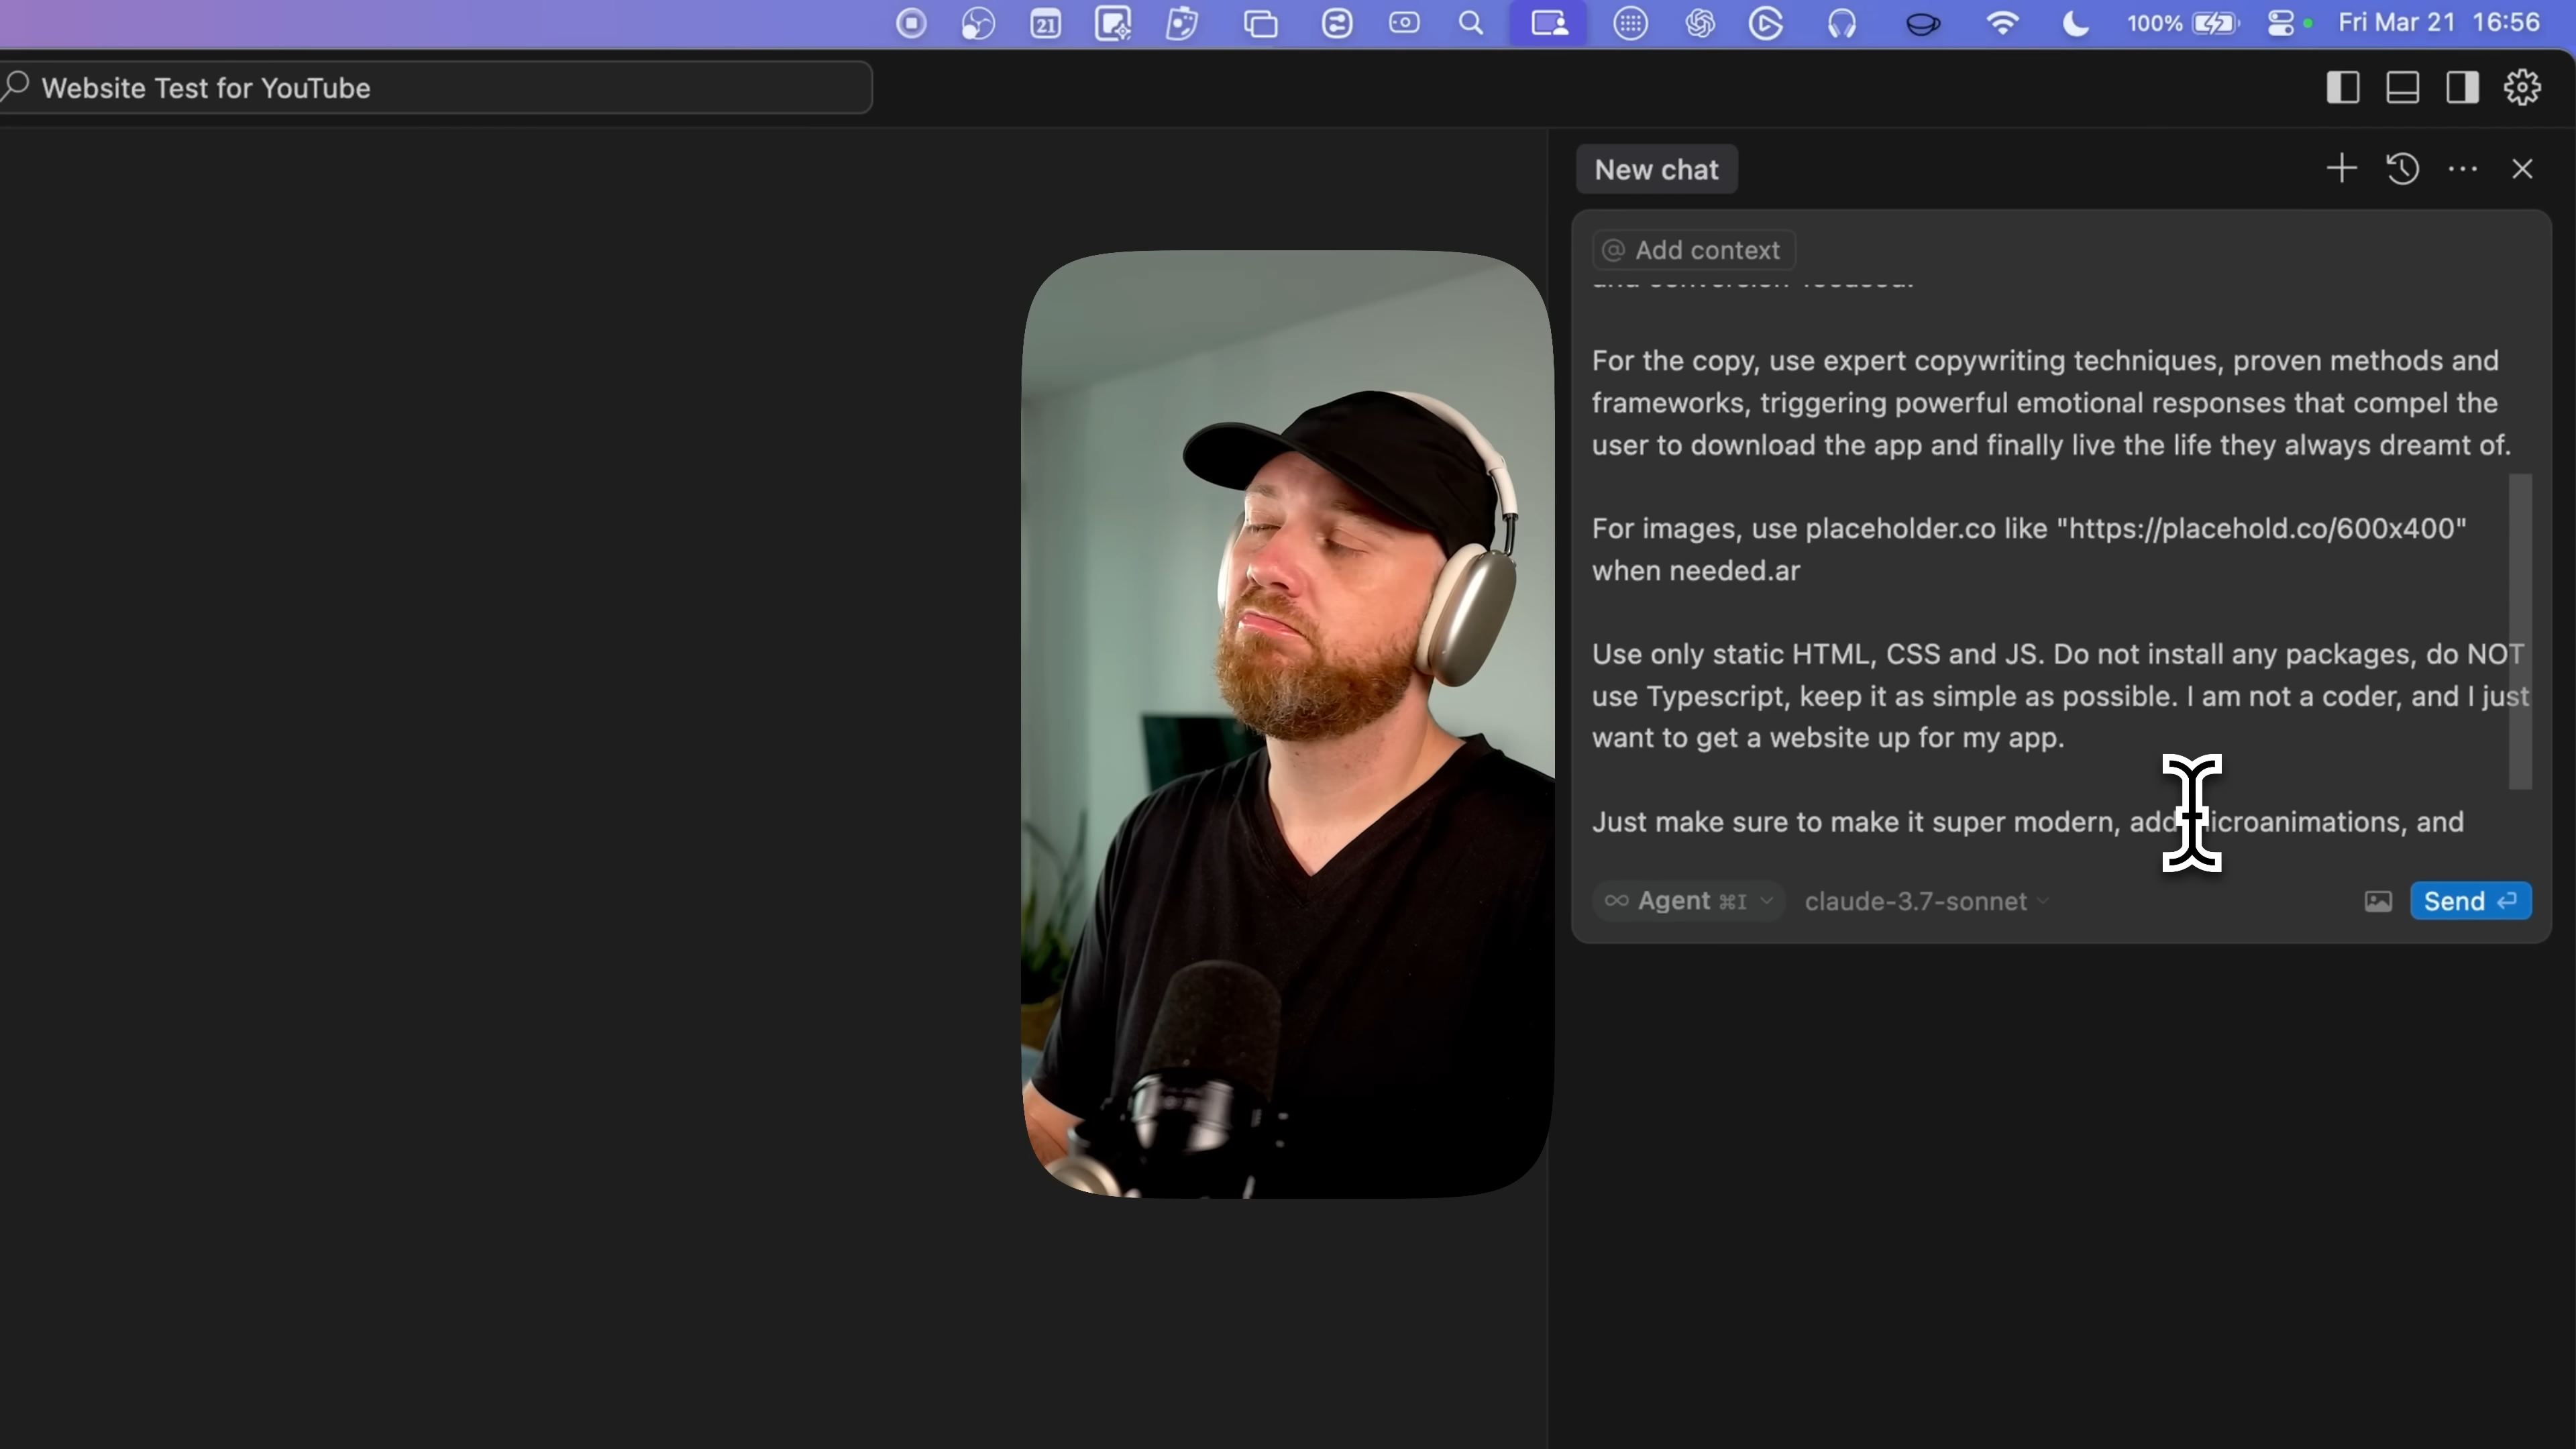 21
100%
Fri Mar 21 16:56
Website Test for YouTube
New chat
@ Add context
and conversion-focused.
For the copy, use expert copywriting techniques, proven methods and
frameworks, triggering powerful emotional responses that compel the
user to download the app and finally live the life they always dreamt of.
For images, use placeholder.co like "https://placehold.co/600x400"
when needed.ar
Use only static HTML, CSS and JS. Do not install any packages, do NOT
use Typescript, keep it as simple as possible. I am not a coder, and I just
want to get a website up for my app.
Just make sure to make it super modern, add microanimations, and
∞ Agent ⌘I
claude-3.7-sonnet
Send